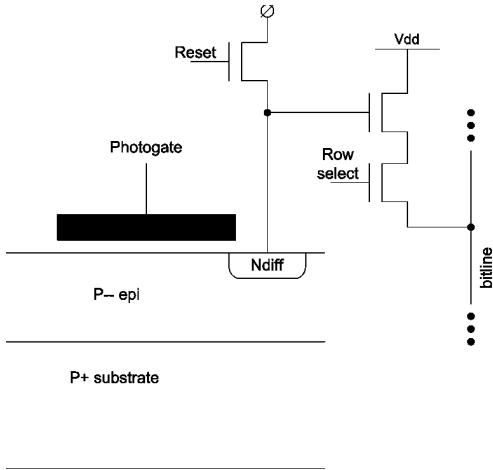 Reset
Vdd
Photogate
Row
select
Ndiff
bitline
P-- epi
P+ substrate